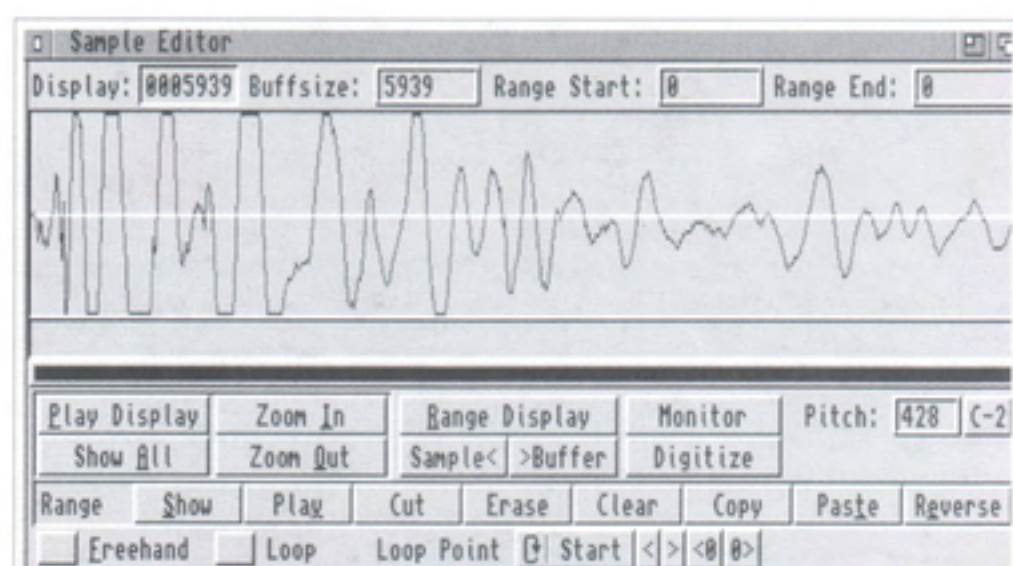 Sample Editor
Display: 0005939 Buffsize: 5939 Range Start: 0 Range End: 0
Play Display Zoom In Range Display Monitor Pitch: 428 C-2
Show All Zoom Out Sample< >Buffer Digitize
Range Show Play Cut Erase Clear Copy Paste Reverse
Freehand Loop Loop Point Start < > <0 0>